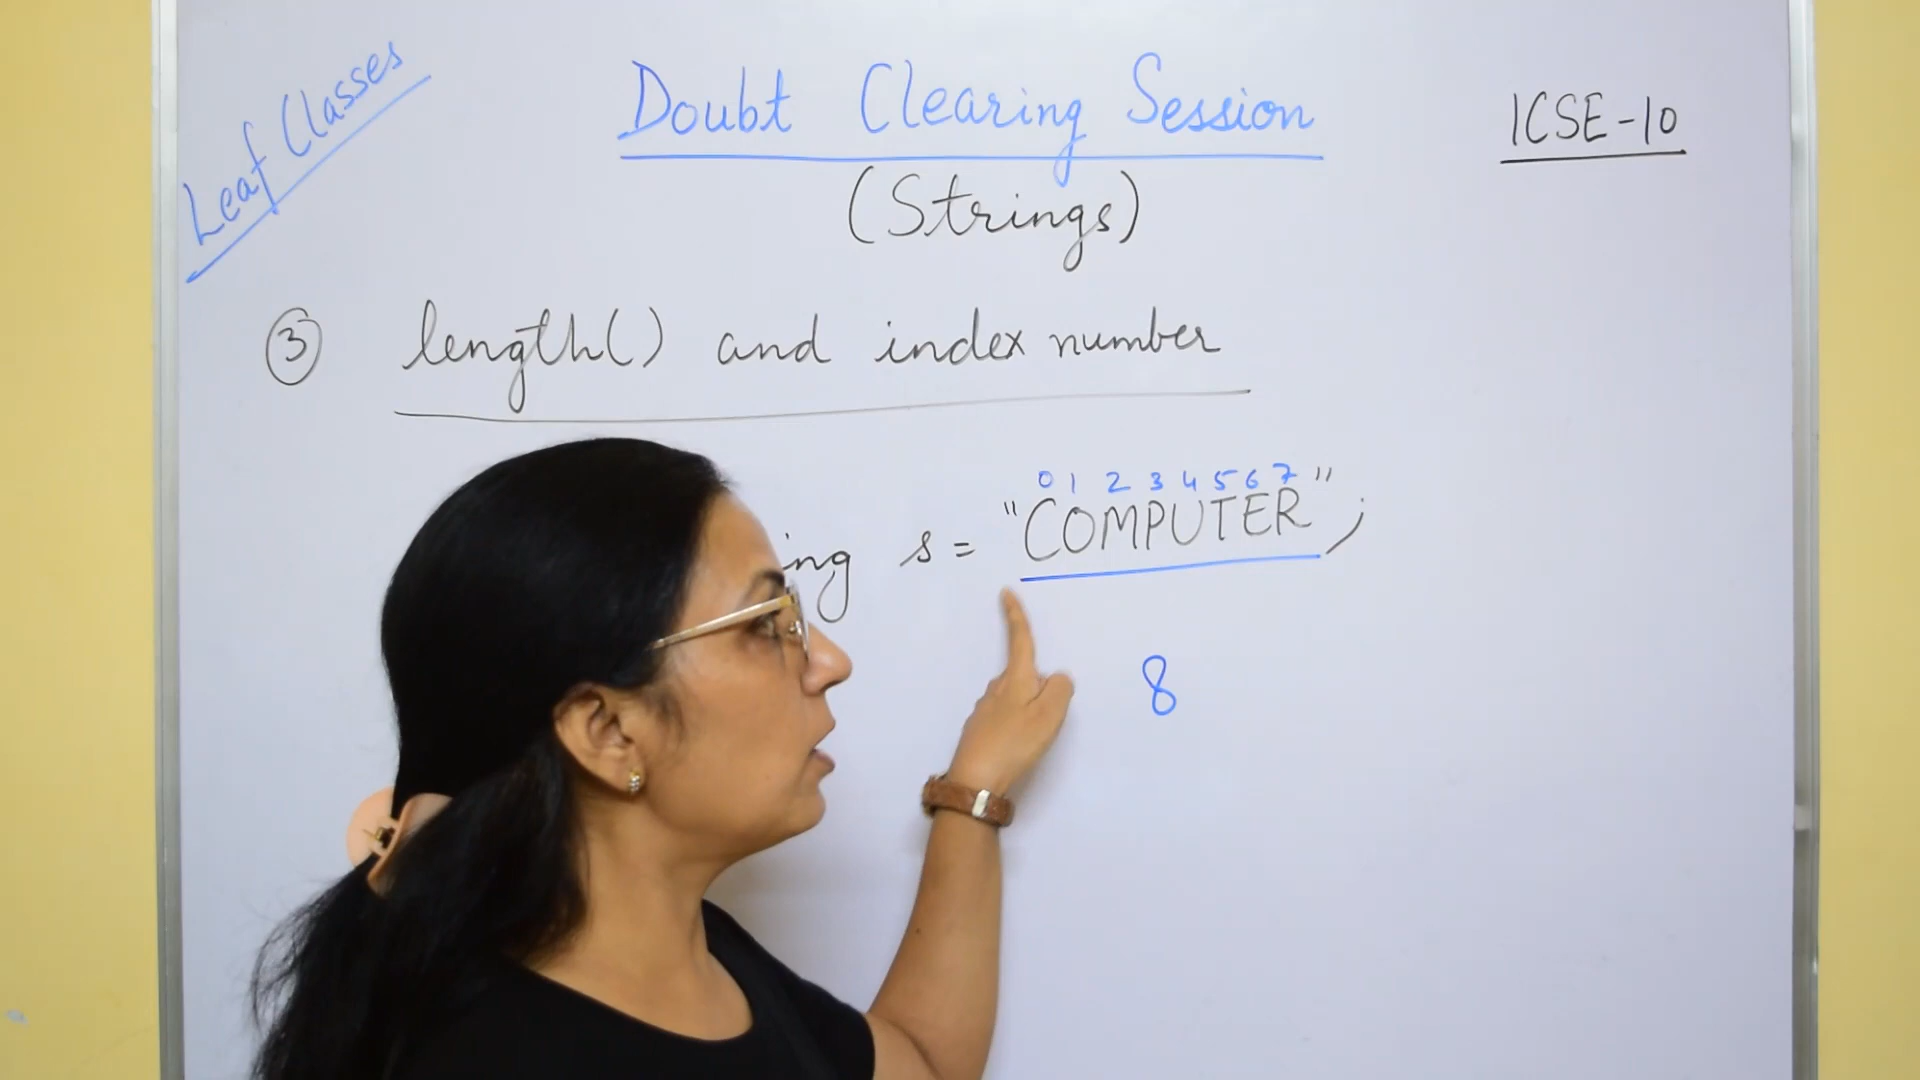 Leaf Classes
Doubt Clearing Session
ICSE-10
(Strings)
3 length() and index number
0 1 2 3 4 5 6 7
ing s = "COMPUTER";
8